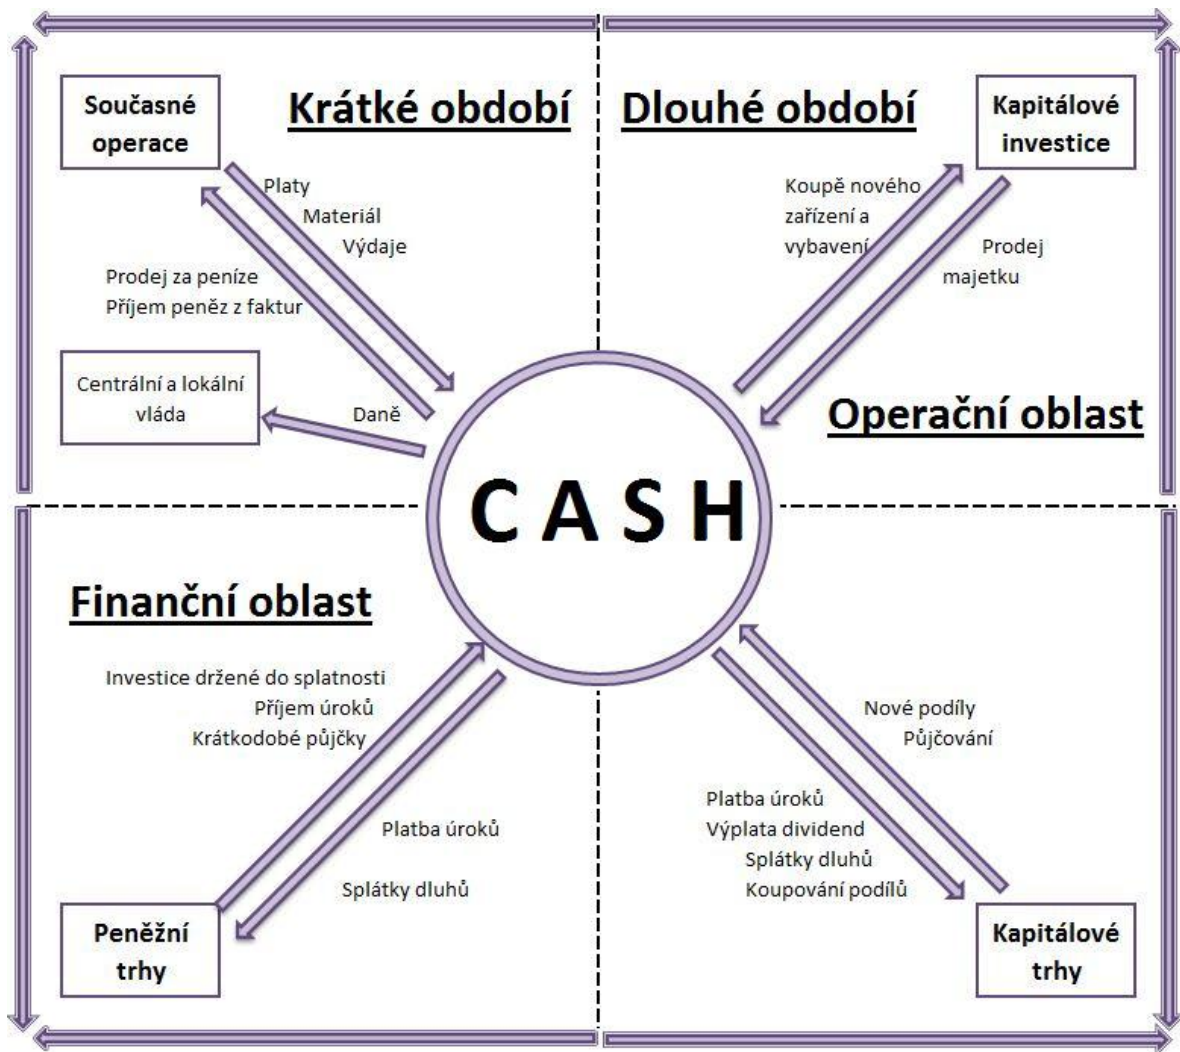 Současné
operace
Krátké období
Dlouhé období
Kapitálové
investice
Platy
Materiál
Výdaje
Koupě nového
zařízení a
vybavení
Prodej
majetku
Prodej za peníze
Příjem peněz z faktur
Centrální a lokální
vláda
Daně
Operační oblast
C A S H
Finanční oblast
Investice držené do splatnosti
Příjem úroků
Krátkodobé půjčky
Nové podíly
Půjčování
Platba úroků
Splátky dluhů
Platba úroků
Výplata dividend
Splátky dluhů
Koupování podílů
Peněžní
trhy
Kapitálové
trhy